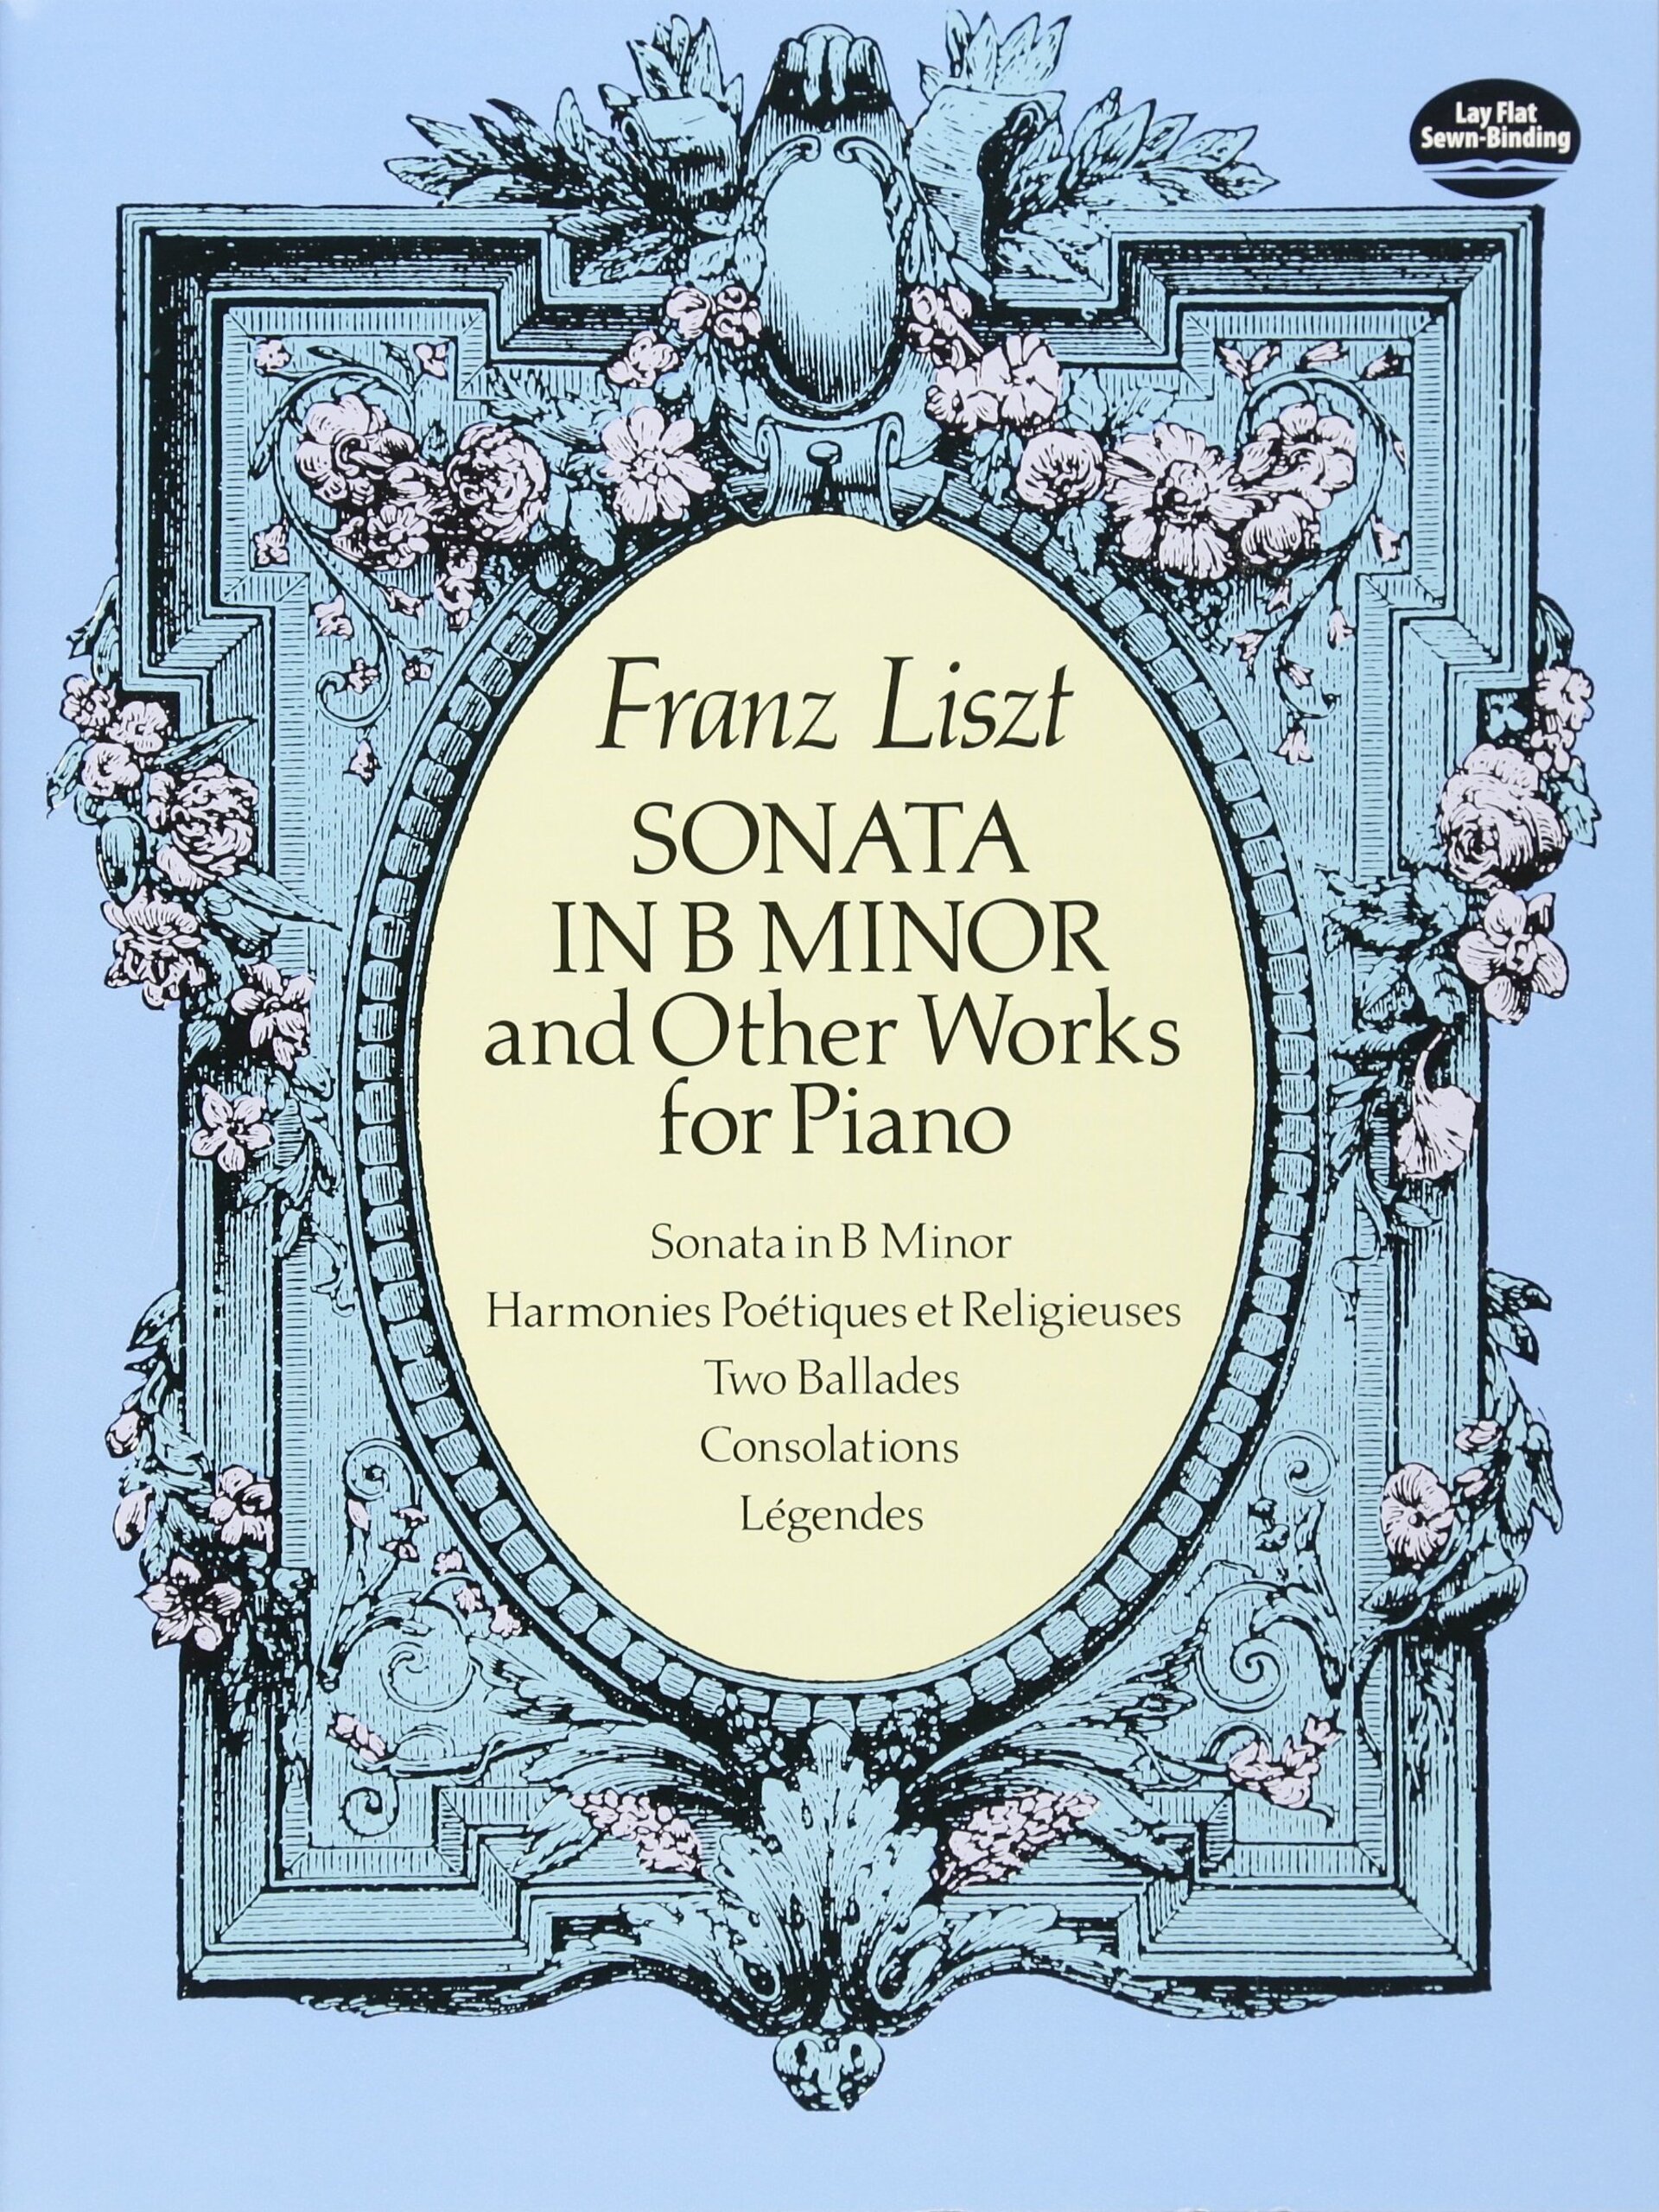 Lay Flat
Sewn-Binding
Franz Liszt
SONATA
IN B MINOR
and Other Works
for Piano
Sonata in B Minor
Harmonies Poétiques et Religieuses
Two Ballades
Consolations
Légendes